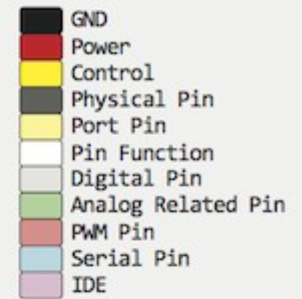 GND
Power
Control
Physical Pin
Port Pin
Pin Function
Digital Pin
Analog Related Pin
PWM Pin
Serial Pin
IDE